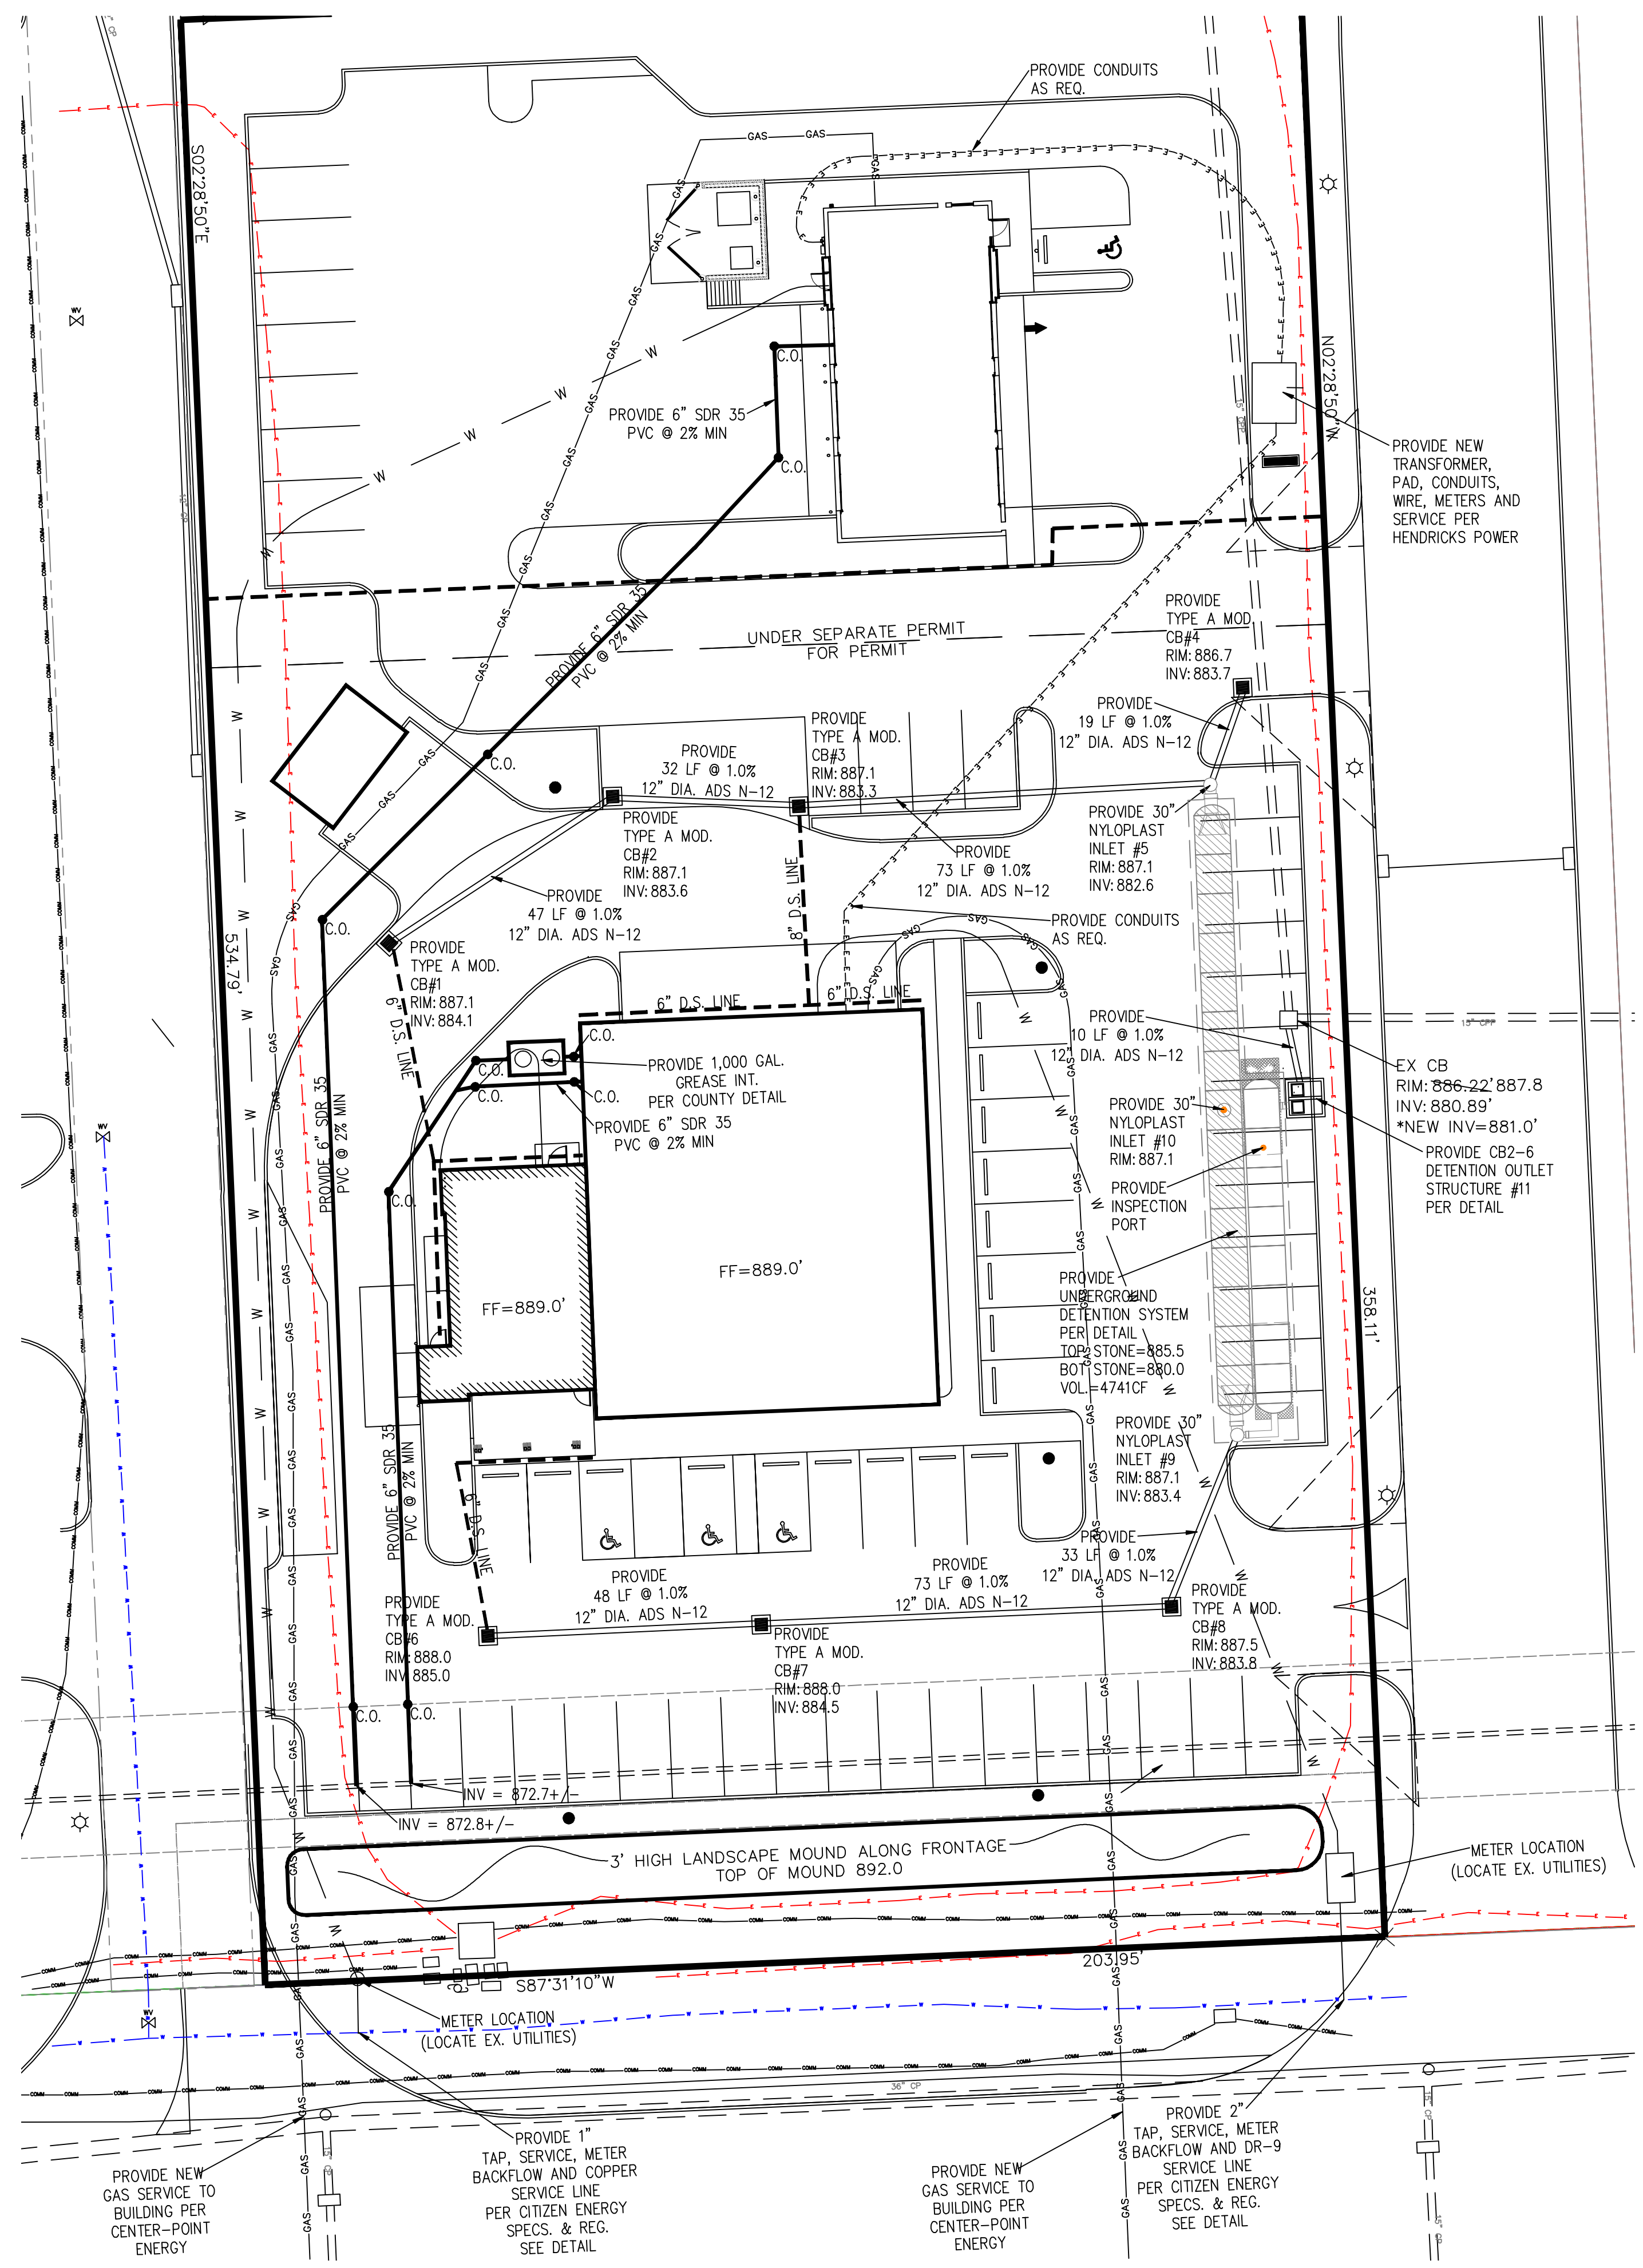 PROVIDE CONDUITS
AS REQ.
S02°28'50"E
N02°28'50"W
WV
GAS
W
C.O.
C.O.
PROVIDE 6" SDR 35
PVC @ 2% MIN
15" CPP
12" CP
PROVIDE NEW
TRANSFORMER,
PAD, CONDUITS,
WIRE, METERS AND
SERVICE PER
HENDRICKS POWER
PROVIDE 6" SDR 35
PVC @ 2% MIN
UNDER SEPARATE PERMIT
FOR PERMIT
PROVIDE
TYPE A MOD
CB#4
RIM: 886.7
INV: 883.7
PROVIDE
19 LF @ 1.0%
12" DIA. ADS N-12
PROVIDE
TYPE A MOD.
CB#3
RIM: 887.1
INV: 883.3
PROVIDE
32 LF @ 1.0%
12" DIA. ADS N-12
C.O.
PROVIDE
TYPE A MOD.
CB#2
RIM: 887.1
INV: 883.6
PROVIDE 30"
NYLOPLAST
INLET #5
RIM: 887.1
INV: 882.6
PROVIDE
73 LF @ 1.0%
12" DIA. ADS N-12
8" D.S. LINE
PROVIDE
47 LF @ 1.0%
12" DIA. ADS N-12
PROVIDE CONDUITS
AS REQ.
C.O.
534.79'
PROVIDE
TYPE A MOD.
CB#1
RIM: 887.1
INV: 884.1
6" D.S. LINE
6" D.S. LINE
6" D.S. LINE
PROVIDE
10 LF @ 1.0%
12" DIA. ADS N-12
15" CPP
C.O.
C.O.
C.O.
C.O.
PROVIDE 1,000 GAL.
GREASE INT.
PER COUNTY DETAIL
PROVIDE 6" SDR 35
PVC @ 2% MIN
EX CB
RIM: 886.22' 887.8
INV: 880.89'
*NEW INV=881.0'
PROVIDE 30"
NYLOPLAST
INLET #10
RIM: 887.1
PROVIDE CB2-6
DETENTION OUTLET
STRUCTURE #11
PER DETAIL
PROVIDE 6" SDR 35
PVC @ 2% MIN
WV
C.O.
PROVIDE
INSPECTION
PORT
FF=889.0'
FF=889.0'
PROVIDE
UNDERGROUND
DETENTION SYSTEM
PER DETAIL
TOP STONE=885.5
BOT STONE=880.0
VOL.=4741CF
358.11'
PROVIDE 30"
NYLOPLAST
INLET #9
RIM: 887.1
INV: 883.4
PROVIDE 6" SDR 35
PVC @ 2% MIN
6" D.S. LINE
PROVIDE
33 LF @ 1.0%
12" DIA. ADS N-12
PROVIDE
48 LF @ 1.0%
12" DIA. ADS N-12
PROVIDE
73 LF @ 1.0%
12" DIA. ADS N-12
PROVIDE
TYPE A MOD.
CB#6
RIM: 888.0
INV: 885.0
PROVIDE
TYPE A MOD.
CB#7
RIM: 888.0
INV: 884.5
PROVIDE
TYPE A MOD.
CB#8
RIM: 887.5
INV: 883.8
C.O.
C.O.
INV = 872.7+/-
INV = 872.8+/-
3' HIGH LANDSCAPE MOUND ALONG FRONTAGE
TOP OF MOUND 892.0
METER LOCATION
(LOCATE EX. UTILITIES)
COMM
203.95'
S87°31'10"W
WV
METER LOCATION
(LOCATE EX. UTILITIES)
36" CP
15" CP
15" CP
15" CP
PROVIDE NEW
GAS SERVICE TO
BUILDING PER
CENTER-POINT
ENERGY
PROVIDE 1"
TAP, SERVICE, METER
BACKFLOW AND COPPER
SERVICE LINE
PER CITIZEN ENERGY
SPECS. & REG.
SEE DETAIL
PROVIDE NEW
GAS SERVICE TO
BUILDING PER
CENTER-POINT
ENERGY
PROVIDE 2"
TAP, SERVICE, METER
BACKFLOW AND DR-9
SERVICE LINE
PER CITIZEN ENERGY
SPECS. & REG.
SEE DETAIL